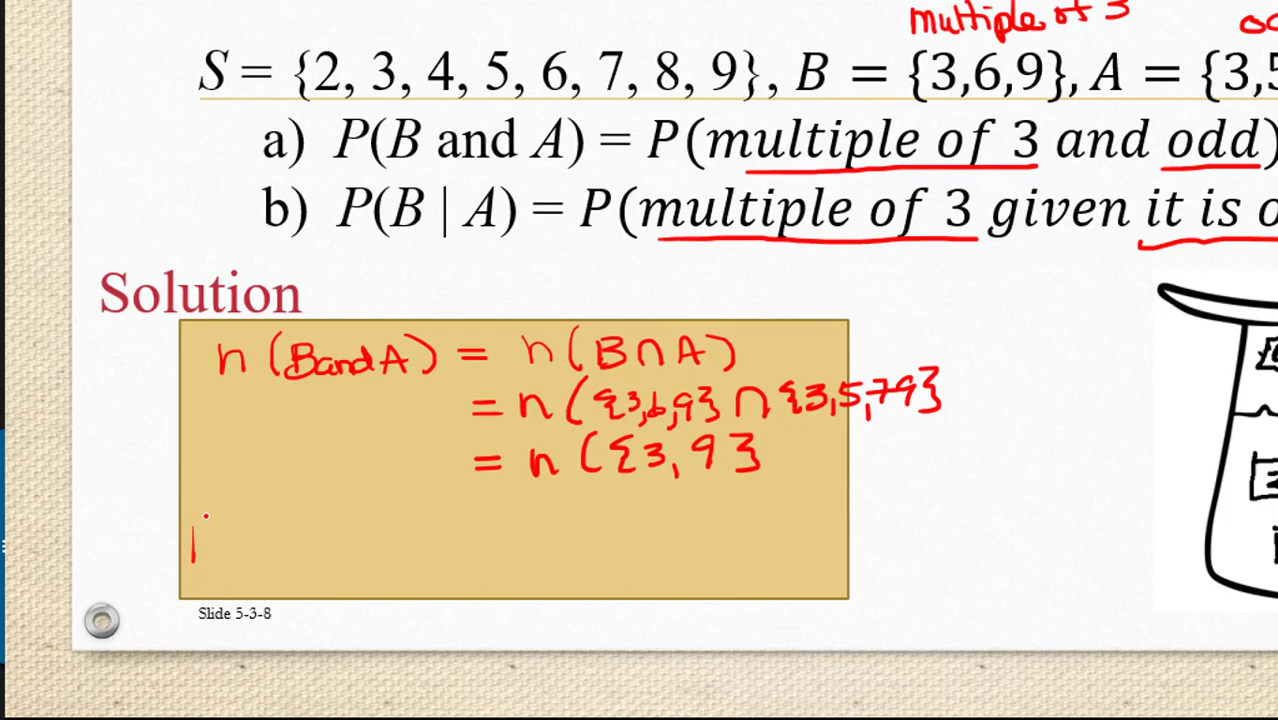 multiple of 3
S = {2, 3, 4, 5, 6, 7, 8, 9}, B = {3,6,9}, A = {3,5
a) P(B and A) = P(multiple of 3 and odd)
b) P(B | A) = P(multiple of 3 given it is o
Solution
n (B and A) = n (B ∩ A)
= n ({3,6,9} ∩ {3,5,79}
= n ({3, 9}
Slide 5-3-8